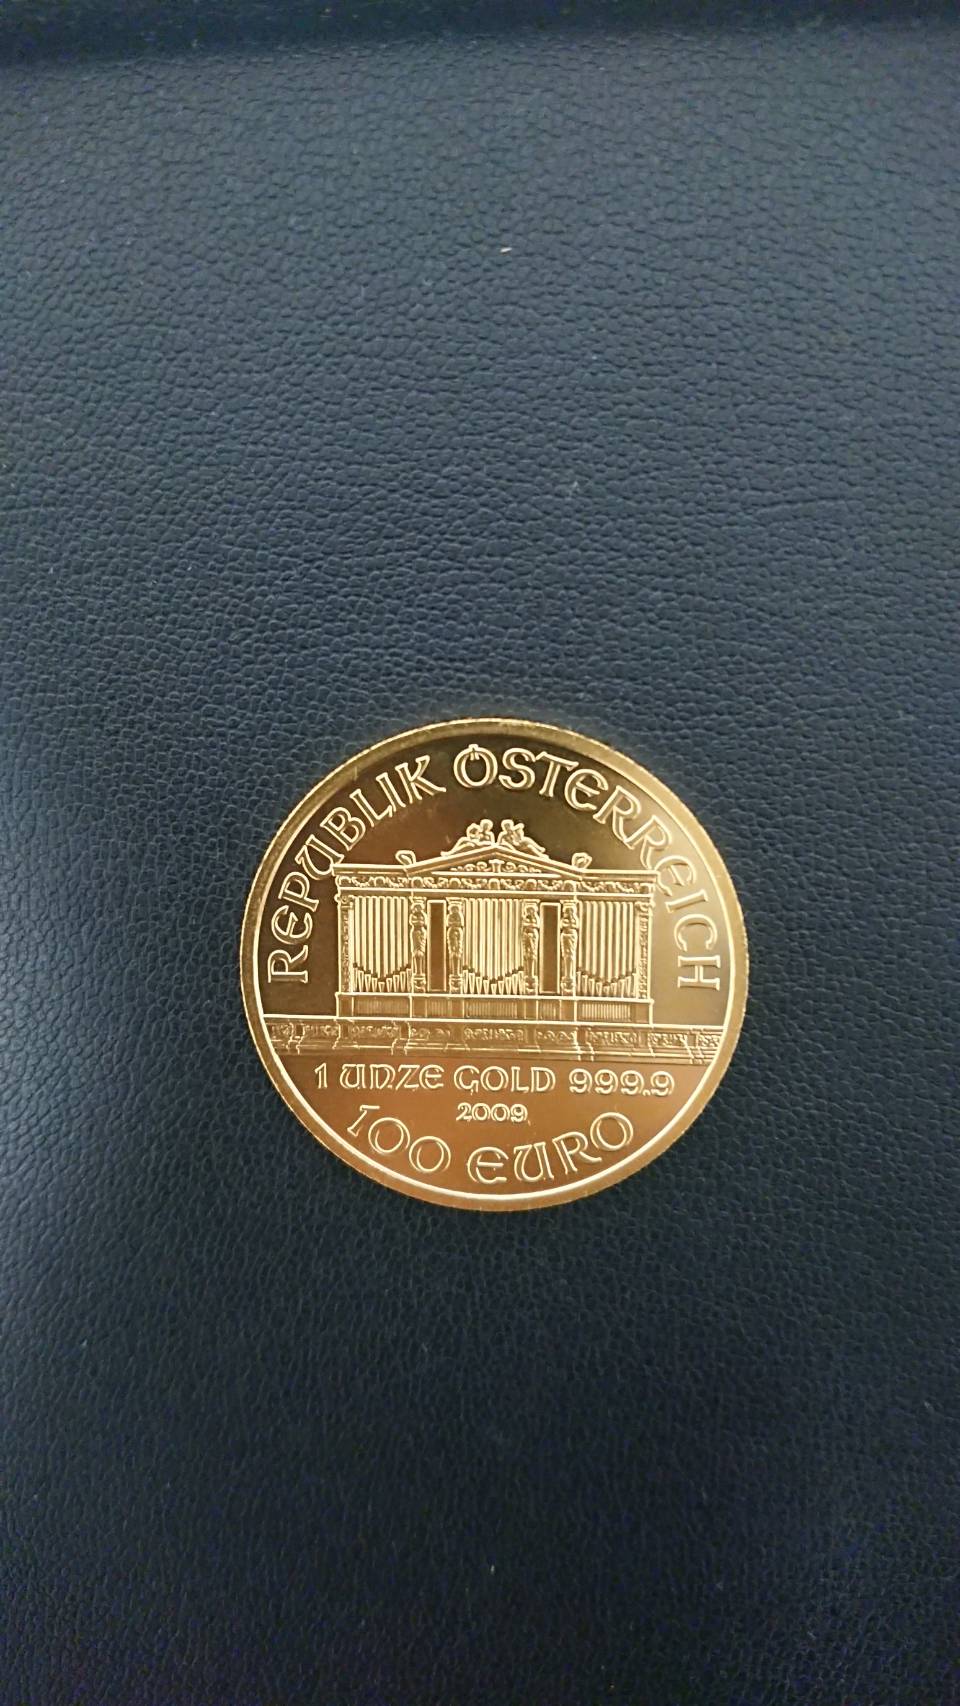 REPUBLIK ÖSTERREICH
1 UNZE GOLD 999.9
2009
100 EURO